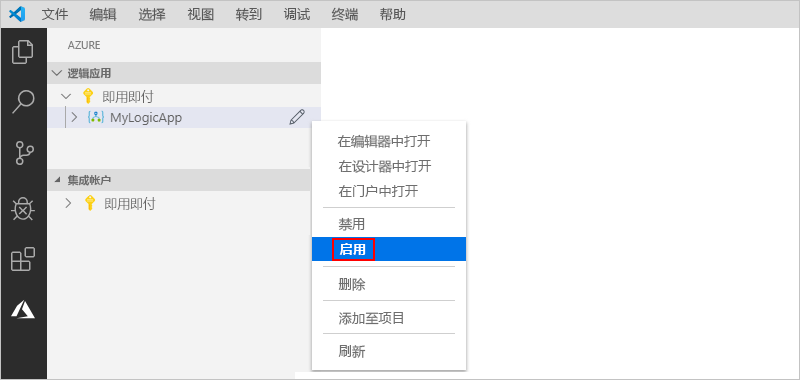 文件 编辑 选择 视图 转到 调试 终端 帮助
AZURE
逻辑应用
即用即付
MyLogicApp
集成帐户
即用即付
在编辑器中打开
在设计器中打开
在门户中打开
禁用
启用
删除
添加至项目
刷新